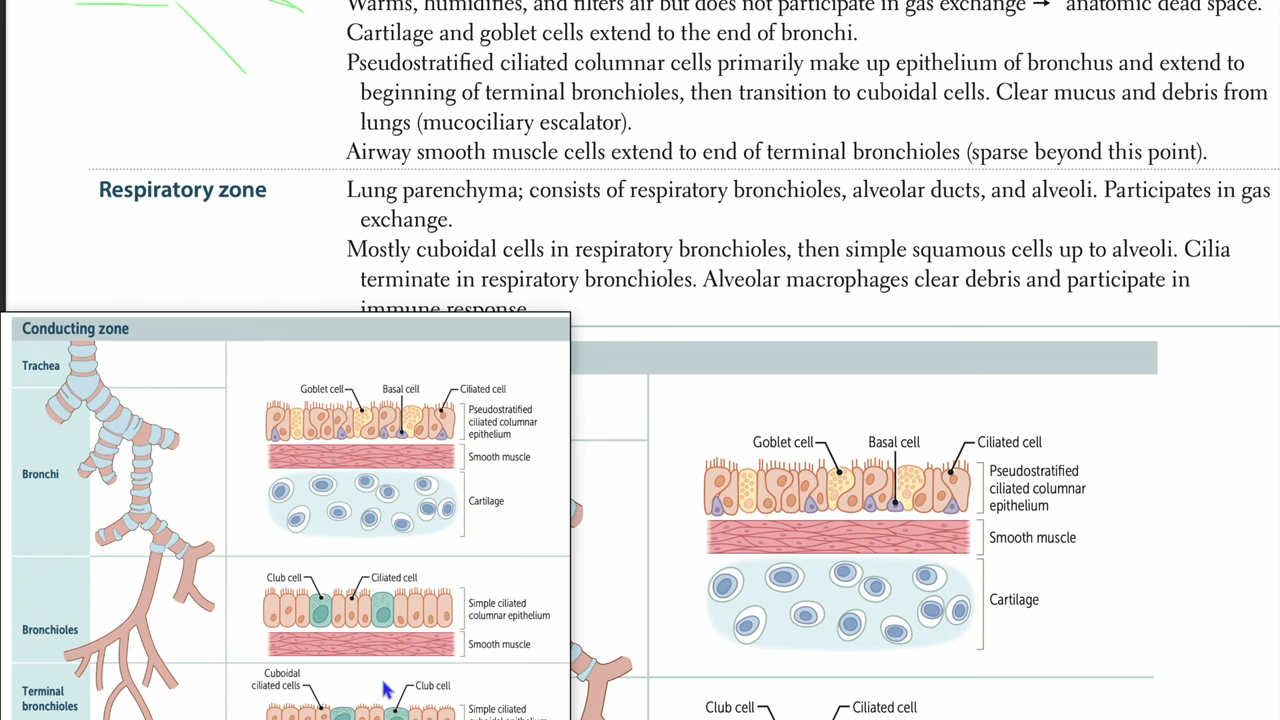 Warms, humidifies, and filters air but does not participate in gas exchange → "anatomic dead space."
Cartilage and goblet cells extend to the end of bronchi.
Pseudostratified ciliated columnar cells primarily make up epithelium of bronchus and extend to
beginning of terminal bronchioles, then transition to cuboidal cells. Clear mucus and debris from
lungs (mucociliary escalator).
Airway smooth muscle cells extend to end of terminal bronchioles (sparse beyond this point).
Respiratory zone
Lung parenchyma; consists of respiratory bronchioles, alveolar ducts, and alveoli. Participates in gas
exchange.
Mostly cuboidal cells in respiratory bronchioles, then simple squamous cells up to alveoli. Cilia
terminate in respiratory bronchioles. Alveolar macrophages clear debris and participate in
immune response.
Conducting zone
Trachea
Goblet cell Basal cell Ciliated cell
Pseudostratified
ciliated columnar
epithelium
Bronchi
Smooth muscle
Cartilage
Club cell Ciliated cell
Simple ciliated
columnar epithelium
Bronchioles
Smooth muscle
Cuboidal
ciliated cells
Club cell
Terminal
bronchioles
Simple ciliated
cuboidal epithelium
Goblet cell Basal cell Ciliated cell
Pseudostratified
ciliated columnar
epithelium
Smooth muscle
Cartilage
Club cell Ciliated cell